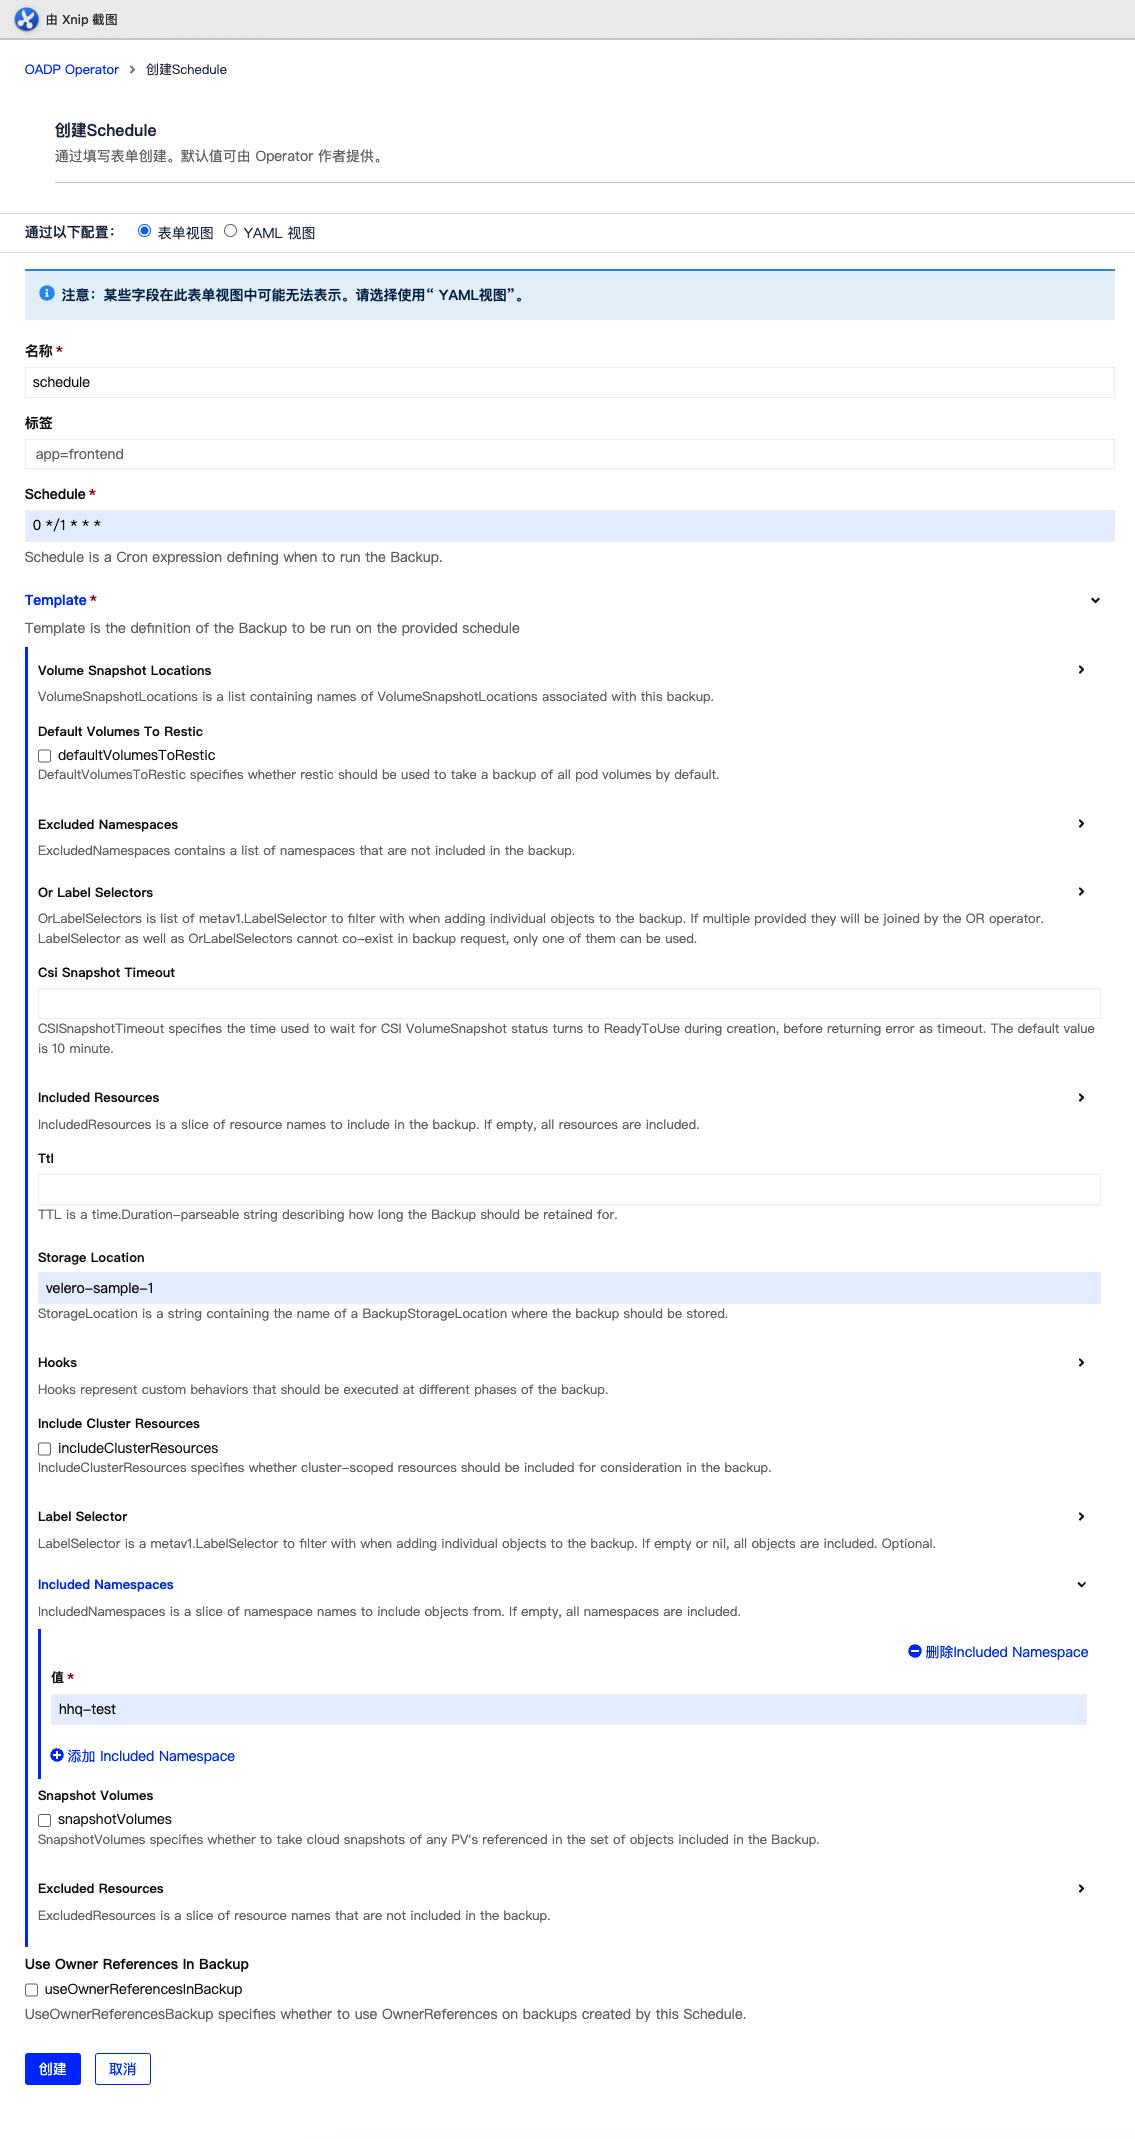 由 Xnip 截图
OADP Operator > 创建Schedule
创建Schedule
通过填写表单创建。默认值可由 Operator 作者提供。
通过以下配置： 表单视图 YAML 视图
注意：某些字段在此表单视图中可能无法表示。请选择使用“ YAML视图”。
名称 *
schedule
标签
app=frontend
Schedule *
0 */1 * * *
Schedule is a Cron expression defining when to run the Backup.
Template *
Template is the definition of the Backup to be run on the provided schedule
Volume Snapshot Locations
VolumeSnapshotLocations is a list containing names of VolumeSnapshotLocations associated with this backup.
Default Volumes To Restic
defaultVolumesToRestic
DefaultVolumesToRestic specifies whether restic should be used to take a backup of all pod volumes by default.
Excluded Namespaces
ExcludedNamespaces contains a list of namespaces that are not included in the backup.
Or Label Selectors
OrLabelSelectors is list of metav1.LabelSelector to filter with when adding individual objects to the backup. If multiple provided they will be joined by the OR operator.
LabelSelector as well as OrLabelSelectors cannot co-exist in backup request, only one of them can be used.
Csi Snapshot Timeout
CSISnapshotTimeout specifies the time used to wait for CSI VolumeSnapshot status turns to ReadyToUse during creation, before returning error as timeout. The default value
is 10 minute.
Included Resources
IncludedResources is a slice of resource names to include in the backup. If empty, all resources are included.
Ttl
TTL is a time.Duration-parseable string describing how long the Backup should be retained for.
Storage Location
velero-sample-1
StorageLocation is a string containing the name of a BackupStorageLocation where the backup should be stored.
Hooks
Hooks represent custom behaviors that should be executed at different phases of the backup.
Include Cluster Resources
includeClusterResources
IncludeClusterResources specifies whether cluster-scoped resources should be included for consideration in the backup.
Label Selector
LabelSelector is a metav1.LabelSelector to filter with when adding individual objects to the backup. If empty or nil, all objects are included. Optional.
Included Namespaces
IncludedNamespaces is a slice of namespace names to include objects from. If empty, all namespaces are included.
删除Included Namespace
值 *
hhq-test
添加 Included Namespace
Snapshot Volumes
snapshotVolumes
SnapshotVolumes specifies whether to take cloud snapshots of any PV's referenced in the set of objects included in the Backup.
Excluded Resources
ExcludedResources is a slice of resource names that are not included in the backup.
Use Owner References In Backup
useOwnerReferencesInBackup
UseOwnerReferencesBackup specifies whether to use OwnerReferences on backups created by this Schedule.
创建 取消